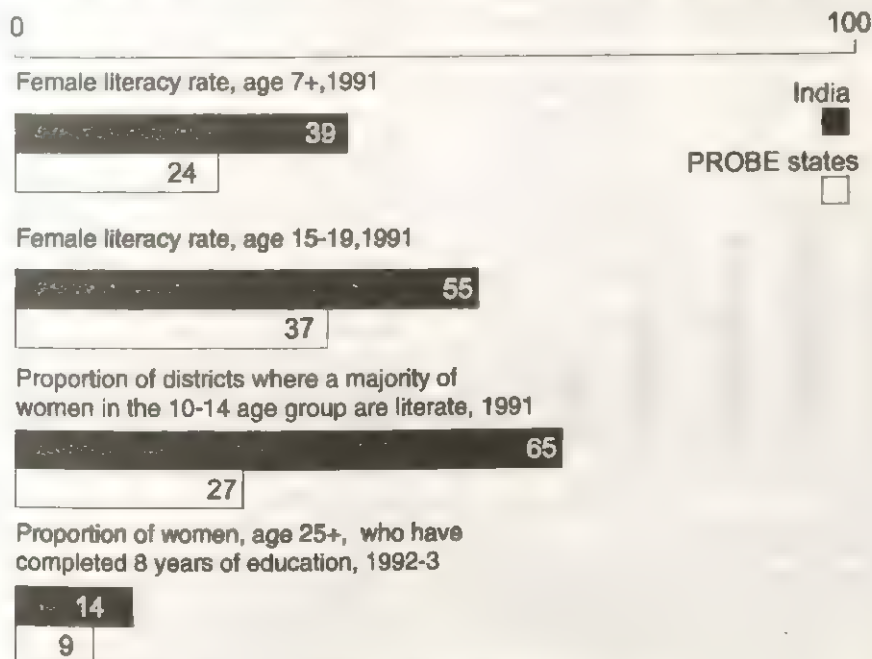 0 100
Female literacy rate, age 7+,1991
India
39
PROBE states
24
Female literacy rate, age 15-19,1991
55
37
Proportion of districts where a majority of
women in the 10-14 age group are literate, 1991
65
27
Proportion of women, age 25+, who have
completed 8 years of education, 1992-3
14
9